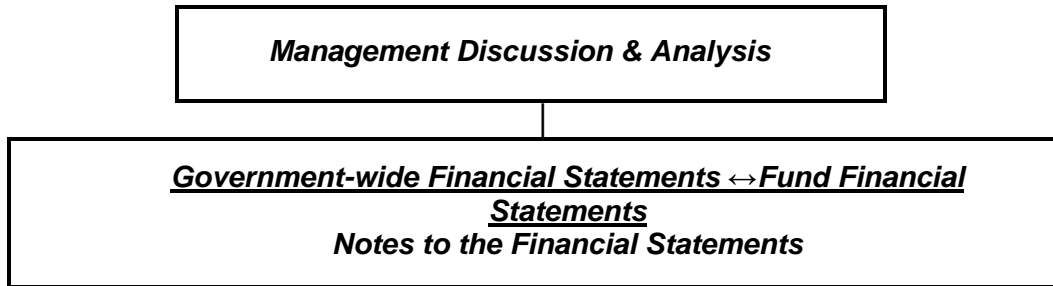 Management Discussion & Analysis
Government-wide Financial Statements ↔Fund Financial
Statements
Notes to the Financial Statements